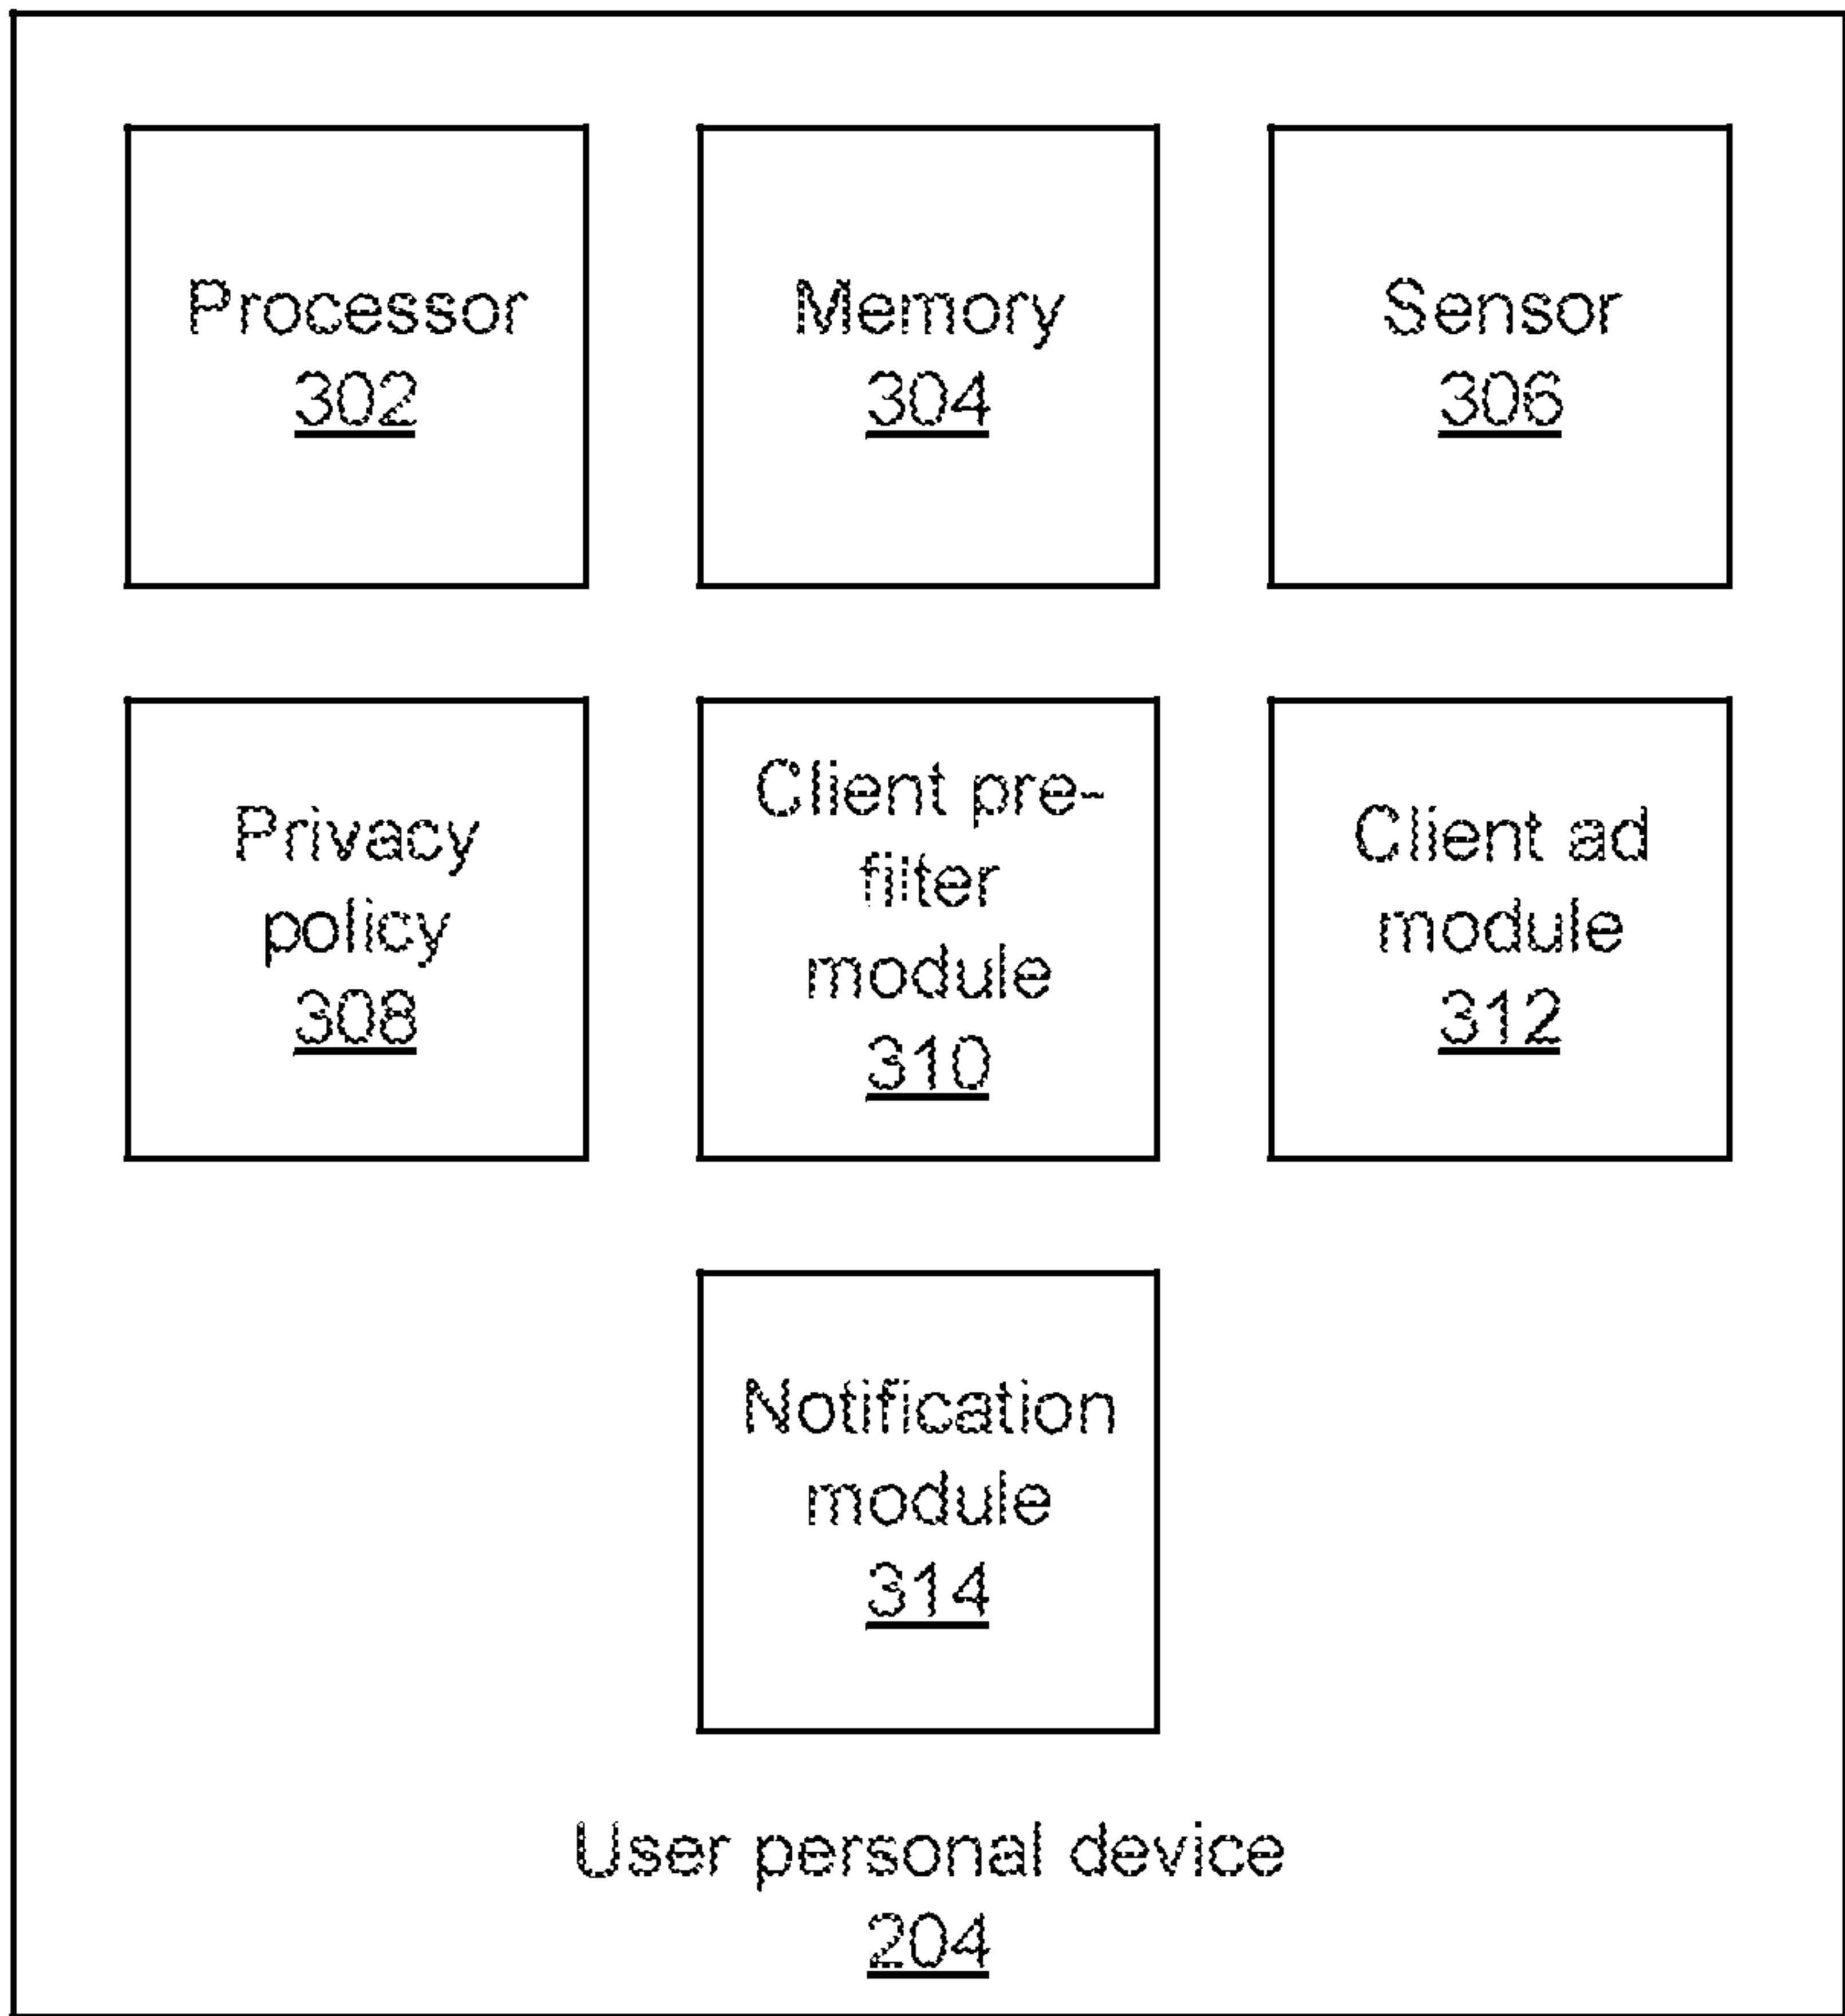 Processor
302
Memory
304
Sensor
306
Privacy
policy
308
Client pre-
filter
module
310
Client ad
module
312
Notification
module
314
User personal device
204